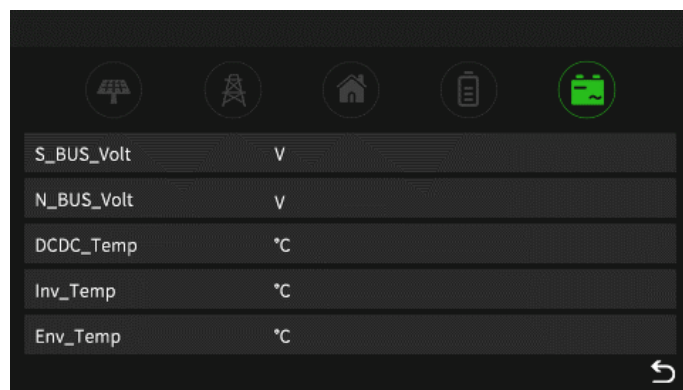 S_BUS_Volt V
N_BUS_Volt V
DCDC_Temp °C
Inv_Temp °C
Env_Temp °C